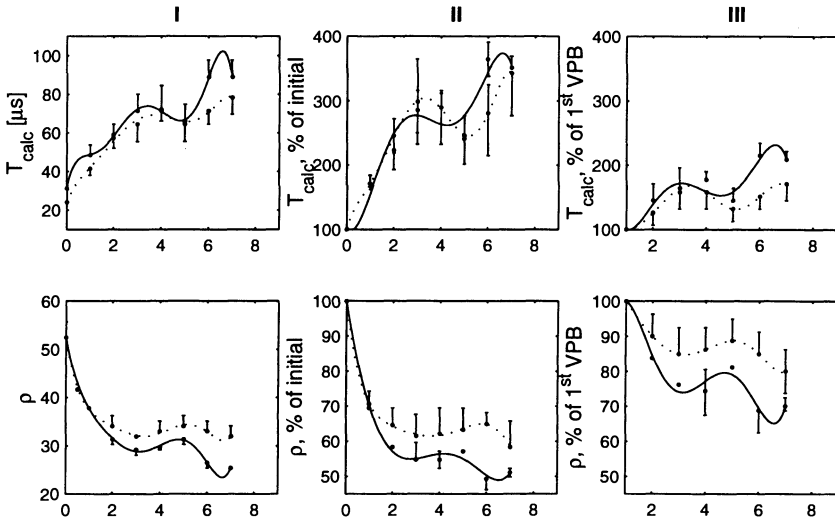 I
II
III
T calc [µs]
100
80
60
40
20
0 2 4 6 8
T calc, % of initial
400
300
200
100
0 2 4 6 8
T calc, % of 1st VPB
400
300
200
100
2 4 6 8
ρ
60
50
40
30
20
0 2 4 6 8
ρ, % of initial
100
90
80
70
60
50
0 2 4 6 8
ρ, % of 1st VPB
100
90
80
70
60
50
2 4 6 8